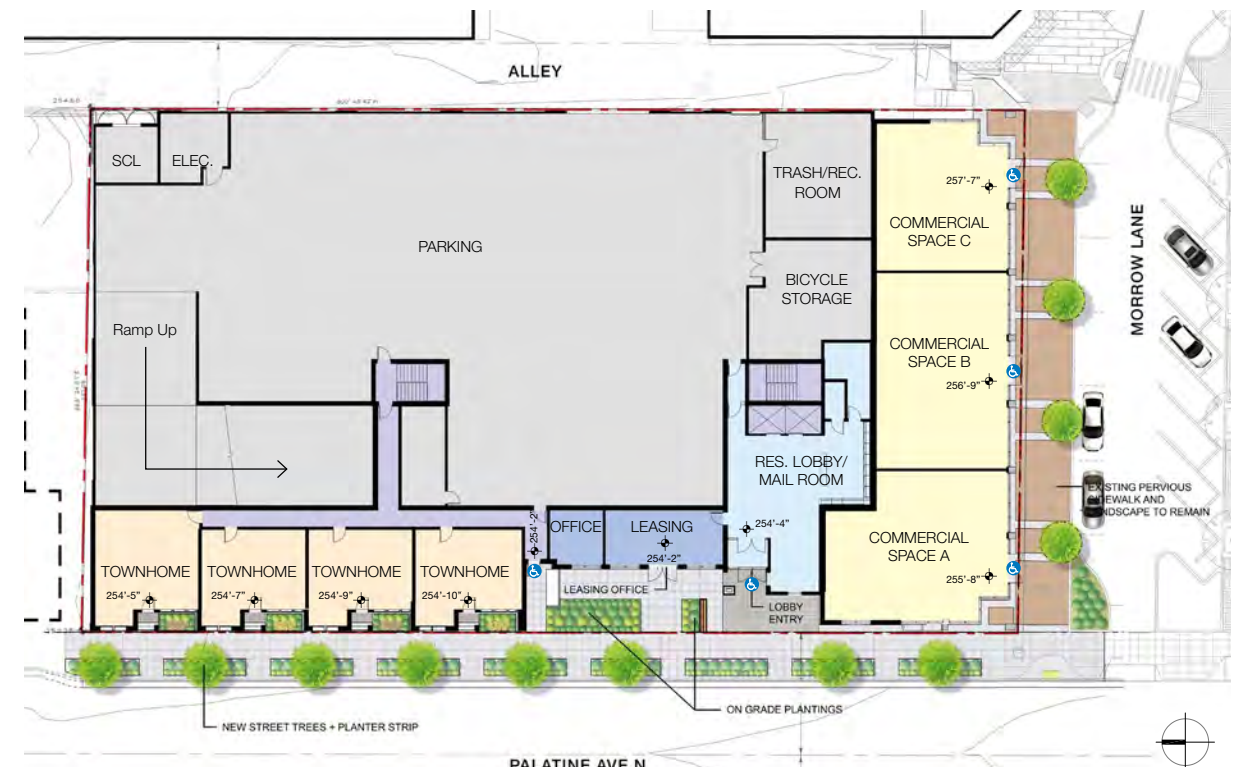 ALLEY
SCL
ELEC.
TRASH/REC.
ROOM
257'-7"
COMMERCIAL
SPACE C
PARKING
BICYCLE
STORAGE
MORROW LANE
Ramp Up
COMMERCIAL
SPACE B
256'-9"
RES. LOBBY/
MAIL ROOM
EXISTING PERVIOUS
SIDEWALK AND
LANDSCAPE TO REMAIN
OFFICE
LEASING
254'-4"
254'-2"
254'-2"
COMMERCIAL
SPACE A
255'-8"
TOWNHOME
254'-5"
TOWNHOME
254'-7"
TOWNHOME
254'-9"
TOWNHOME
254'-10"
LEASING OFFICE
LOBBY
ENTRY
ON GRADE PLANTINGS
NEW STREET TREES + PLANTER STRIP
PALATINE AVE N